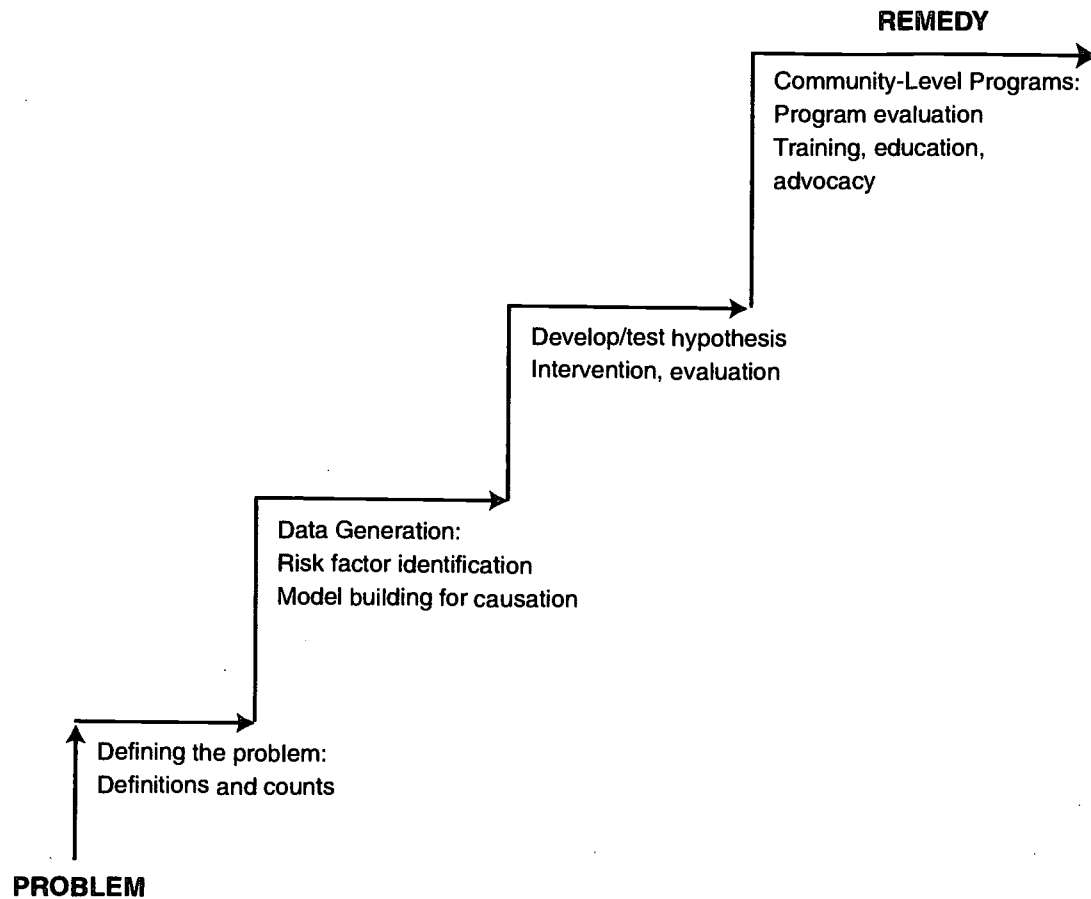 REMEDY
Community-Level Programs:
Program evaluation
Training, education,
advocacy
Develop/test hypothesis
Intervention, evaluation
Data Generation:
Risk factor identification
Model building for causation
Defining the problem:
Definitions and counts
PROBLEM